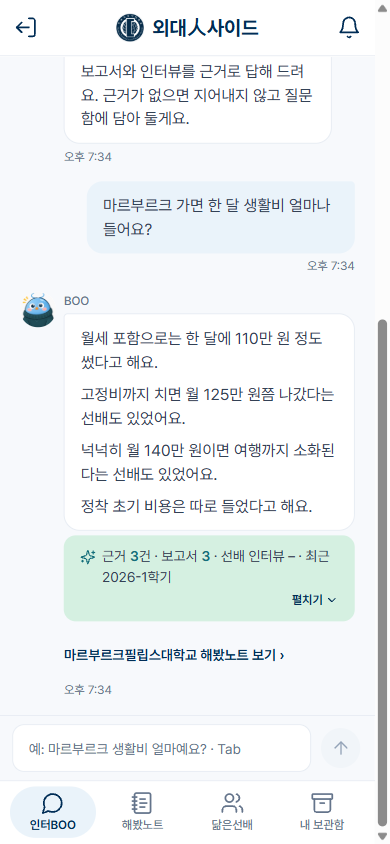 외대人사이드
보고서와 인터뷰를 근거로 답해 드려
요. 근거가 없으면 지어내지 않고 질문
함에 담아 둘게요.
오후 7:34
마르부르크 가면 한 달 생활비 얼마나
들어요?
오후 7:34
BOO
월세 포함으로는 한 달에 110만 원 정도
썼다고 해요.
고정비까지 치면 월 125만 원쯤 나갔다는
선배도 있었어요.
넉넉히 월 140만 원이면 여행까지 소화된
다는 선배도 있었어요.
정착 초기 비용은 따로 들었다고 해요.
근거 3건 · 보고서 3 · 선배 인터뷰 – · 최근
2026-1학기
펼치기
마르부르크필립스대학교 해봤노트 보기 ›
오후 7:34
예: 마르부르크 생활비 얼마예요? · Tab
인터BOO
해봤노트
닮은선배
내 보관함